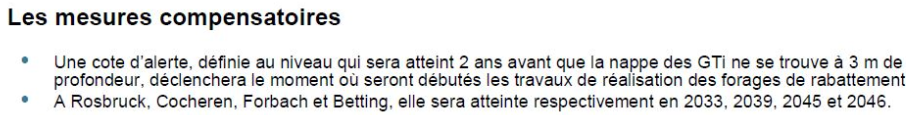 Les mesures compensatoires
• Une cote d'alerte, définie au niveau qui sera atteint 2 ans avant que la nappe des GTi ne se trouve à 3 m de
profondeur, déclenchera le moment où seront débutés les travaux de réalisation des forages de rabattement
• A Rosbruck, Cocheren, Forbach et Betting, elle sera atteinte respectivement en 2033, 2039, 2045 et 2046.